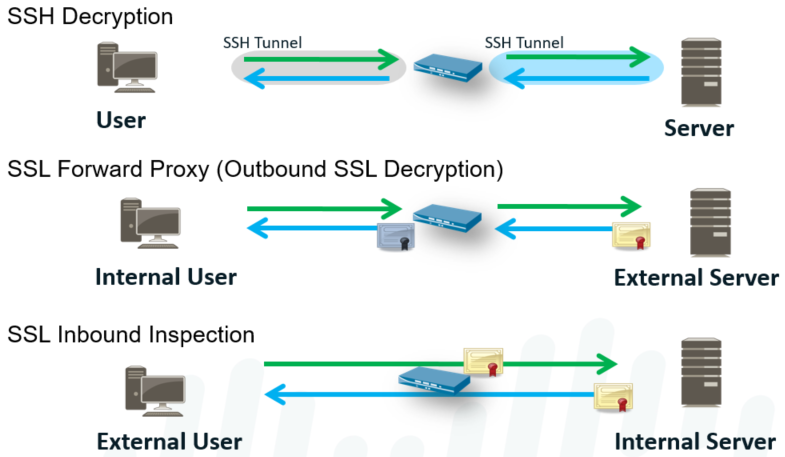 SSH Decryption
SSH Tunnel
SSH Tunnel
User
Server
SSL Forward Proxy (Outbound SSL Decryption)
Internal User
External Server
SSL Inbound Inspection
External User
Internal Server